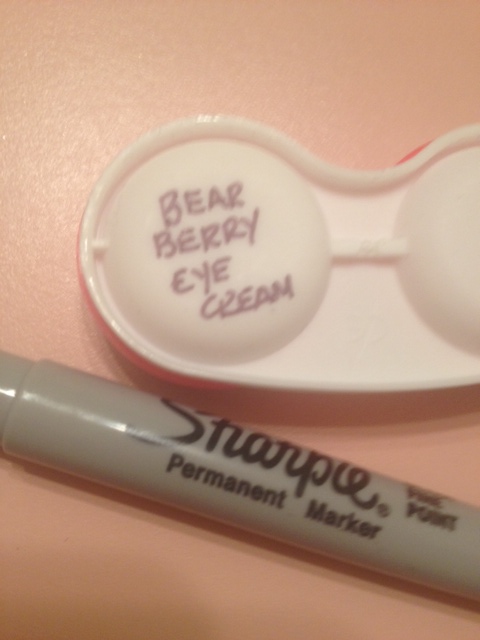 BEAR
BERRY
EYE
CREAM
Sharpie®
FINE
POINT
Permanent Marker